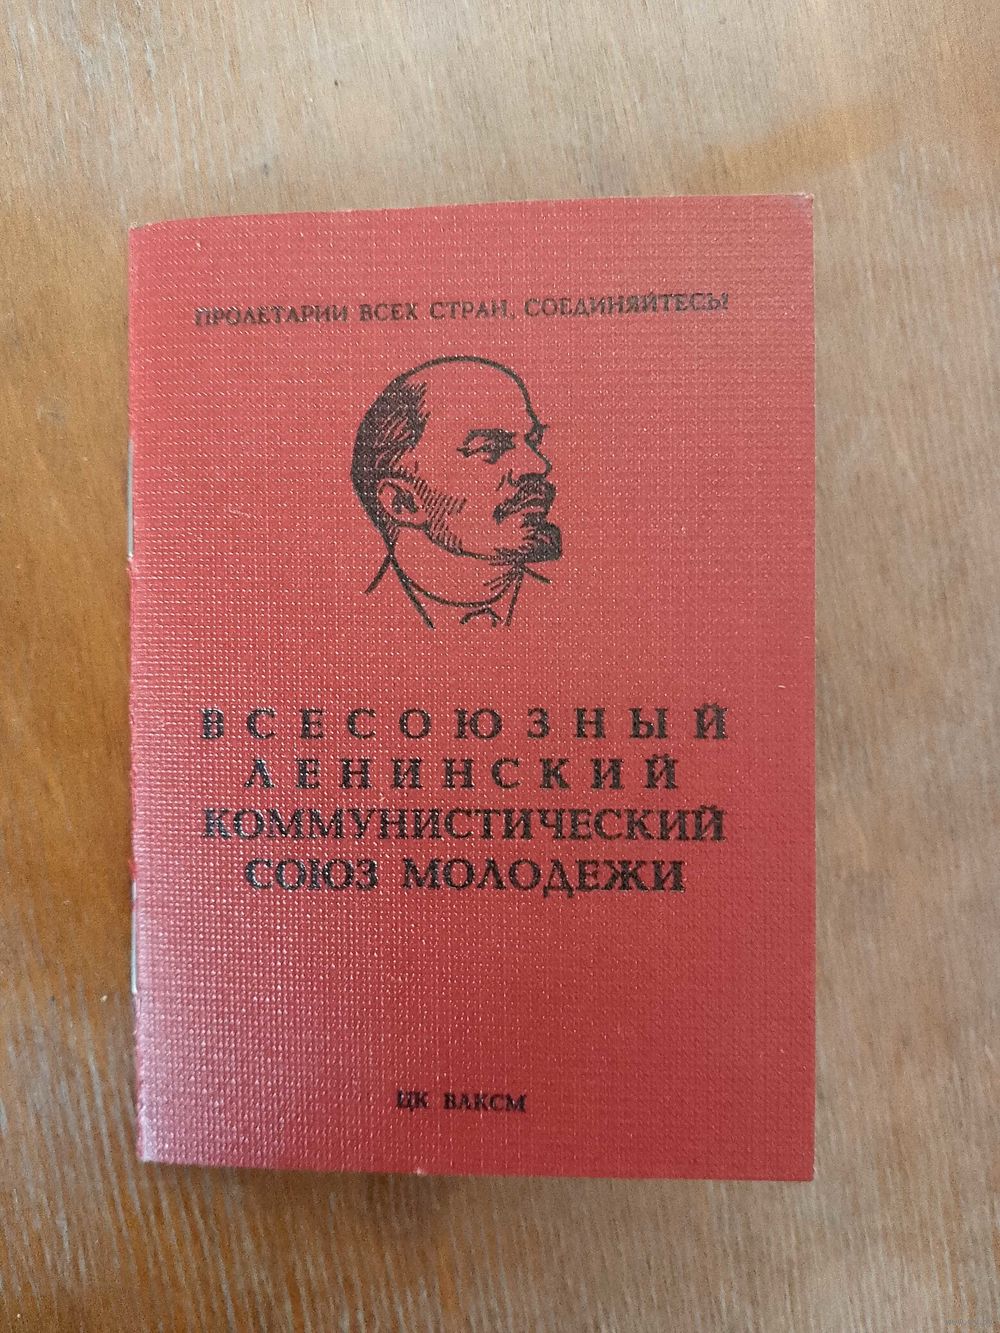 ПРОЛЕТАРИИ ВСЕХ СТРАН, СОЕДИНЯЙТЕСЬ!
ВСЕСОЮЗНЫЙ
ЛЕНИНСКИЙ
КОММУНИСТИЧЕСКИЙ
СОЮЗ МОЛОДЕЖИ
ЦК ВЛКСМ